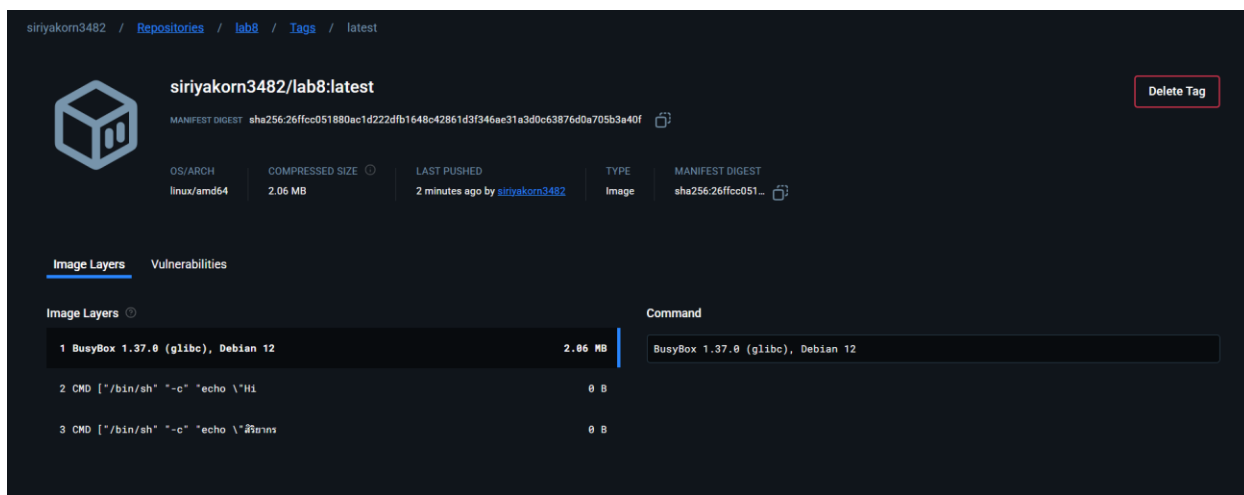 siriyakorn3482 / Repositories / lab8 / Tags / latest
siriyakorn3482/lab8:latest
Delete Tag
MANIFEST DIGEST sha256:26ffcc051880ac1d222dfb1648c42861d3f346ae31a3d0c63876d0a705b3a40f
OS/ARCH COMPRESSED SIZE LAST PUSHED TYPE MANIFEST DIGEST
linux/amd64 2.06 MB 2 minutes ago by siriyakorn3482 Image sha256:26ffcc051...
Image Layers Vulnerabilities
Image Layers Command
1 BusyBox 1.37.0 (glibc), Debian 12 2.06 MB BusyBox 1.37.0 (glibc), Debian 12
2 CMD ["/bin/sh" "-c" "echo \"Hi 0 B
3 CMD ["/bin/sh" "-c" "echo \"สิริยากร 0 B